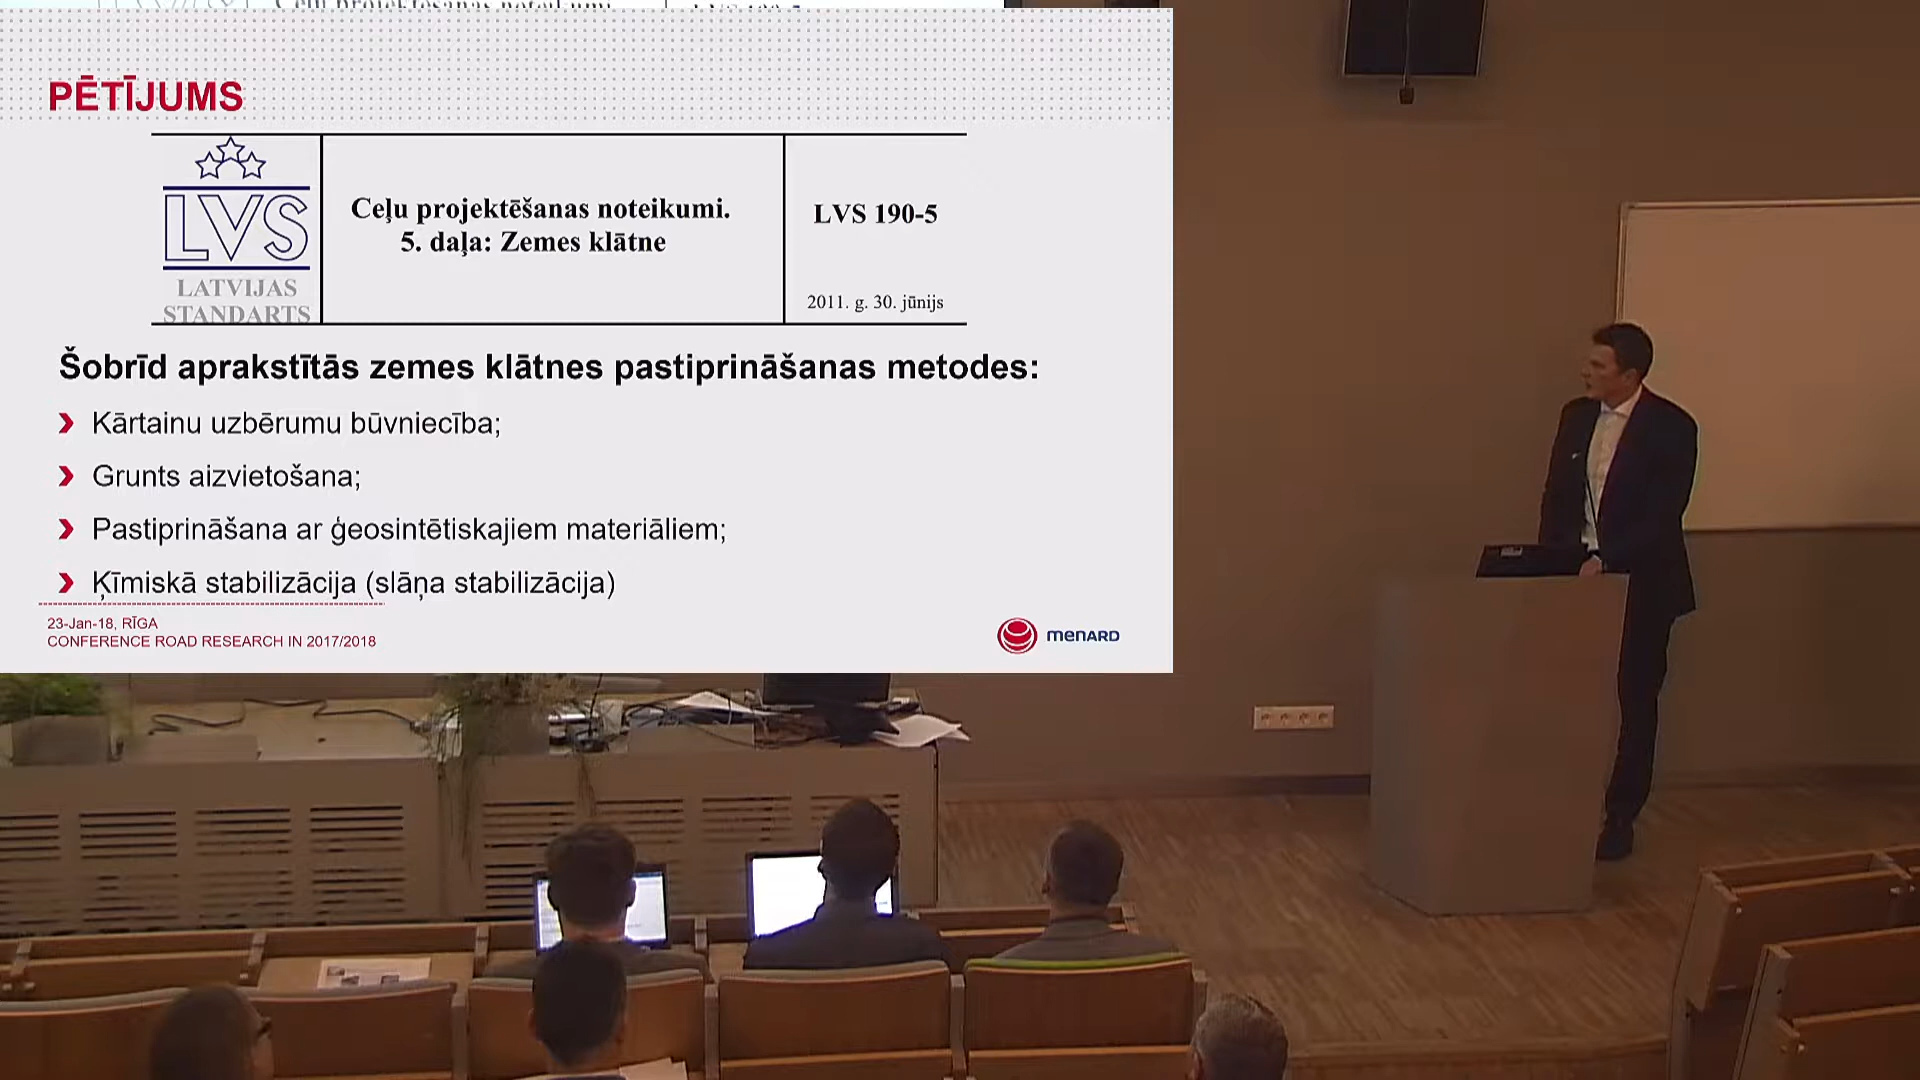 PĒTĪJUMS
LVS
LATVIJAS
STANDARTS
Ceļu projektēšanas noteikumi.
5. daļa: Zemes klātne
LVS 190-5
2011. g. 30. jūnijs
Šobrīd aprakstītās zemes klātnes pastiprināšanas metodes:
Kārtainu uzbērumu būvniecība;
Grunts aizvietošana;
Pastiprināšana ar ģeosintētiskajiem materiāliem;
Ķīmiskā stabilizācija (slāņa stabilizācija)
23-Jan-18, RĪGA
CONFERENCE ROAD RESEARCH IN 2017/2018
menARD